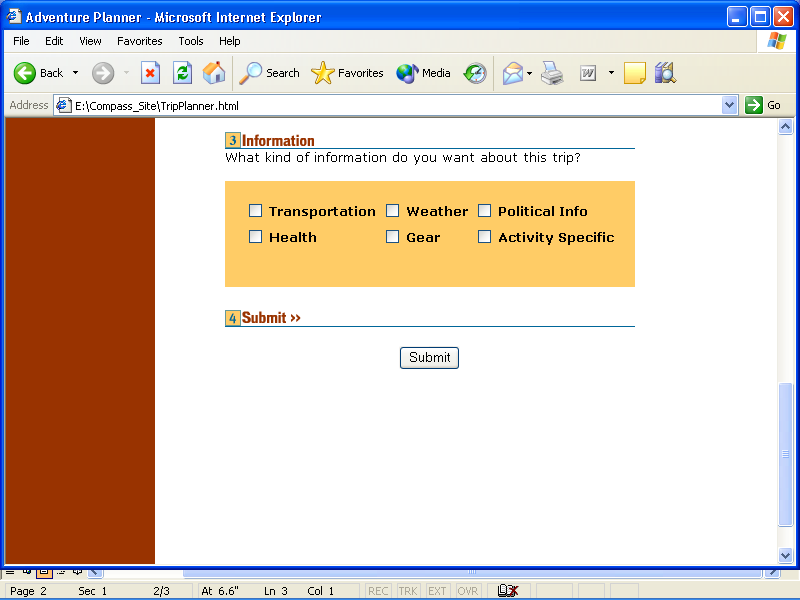 Adventure Planner - Microsoft Internet Explorer
File Edit View Favorites Tools Help
Back Search Favorites Media W
Address E:\Compass_Site\TripPlanner.html Go
3 Information
What kind of information do you want about this trip?
Transportation Weather Political Info
Health Gear Activity Specific
4 Submit >>
Submit
Page 2 Sec 1 2/3 At 6.6" Ln 3 Col 1 REC TRK EXT OVR